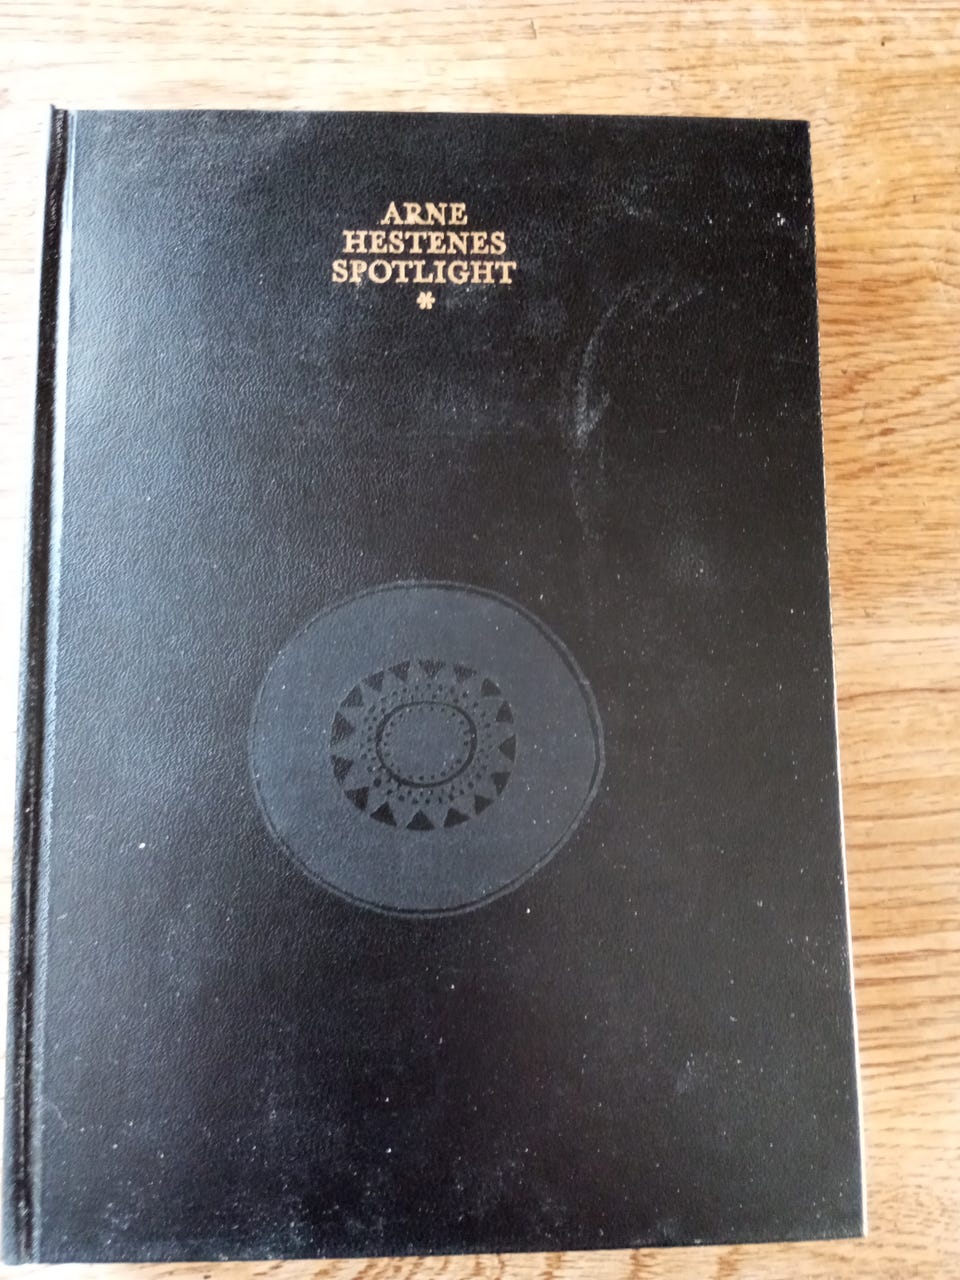 ARNE
HESTENES
SPOTLIGHT
*